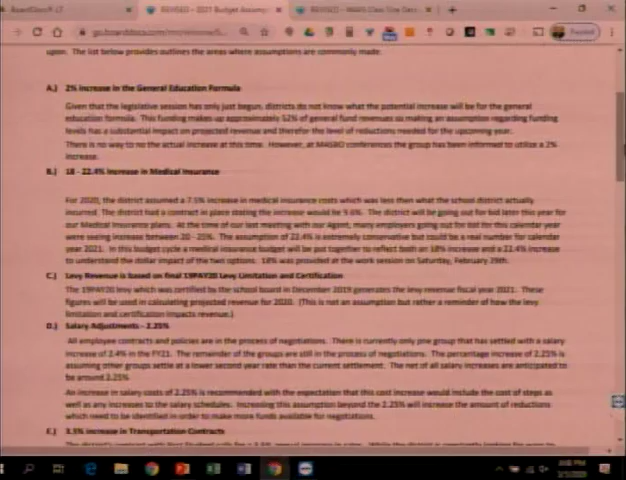 BoardDocs® LT
REVISED - 2021 Budget Assump
REVISED - MAWG Class Size Secti
go.boarddocs.com/mn/
Paused
upon. The list below provides outlines the areas where assumptions are commonly made:
A.) 2% Increase in the General Education Formula
Given that the legislative session has only just begun, districts do not know what the potential increase will be for the general
education formula. This funding makes up approximately 52% of general fund revenues so making an assumption regarding funding
levels has a substantial impact on projected revenue and therefor the level of reductions needed for the upcoming year.
There is no way to no the actual increase at this time. However, at MASBO conferences the group has been informed to utilize a 2%
increase.
B.) 18 - 22.4% Increase in Medical Insurance
For 2020, the district assumed a 7.5% increase in medical insurance costs which was less then what the school district actually
incurred. The district had a contract in place stating the increase would be 9.6%. The district will be going out for bid later this year for
our Medical Insurance plans. At the time of our last meeting with our Agent, many employers going out for bid for this calendar year
were seeing increase between 20 - 25%. The assumption of 22.4% is extremely conservative but could be a real number for calendar
year 2021. In this budget cycle a medical insurance budget will be put together to reflect both an 18% increase and a 22.4% increase
to understand the dollar impact of the two options. 18% was provided at the work session on Saturday, February 29th.
C.) Levy Revenue is based on final 19PAY20 Levy Limitation and Certification
The 19PAY20 levy which was certified by the school board in December 2019 generates the levy revenue fiscal year 2021. These
figures will be used in calculating projected revenue for 2020. (This is not an assumption but rather a reminder of how the levy
limitation and certification impacts revenue.)
D.) Salary Adjustments - 2.25%
All employee contracts and policies are in the process of negotiations. There is currently only one group that has settled with a salary
increase of 2.4% in the FY21. The remainder of the groups are still in the process of negotiations. The percentage increase of 2.25% is
assuming other groups settle at a lower second year rate than the current settlement. The net of all salary increases are anticipated to
be around 2.25%
An increase in salary costs of 2.25% is recommended with the expectation that this cost increase would include the cost of steps as
well as any increases to the salary schedules. Increasing this assumption beyond the 2.25% will increase the amount of reductions
which need to be identified in order to make more funds available for negotiations.
E.) 3.5% Increase in Transportation Contracts